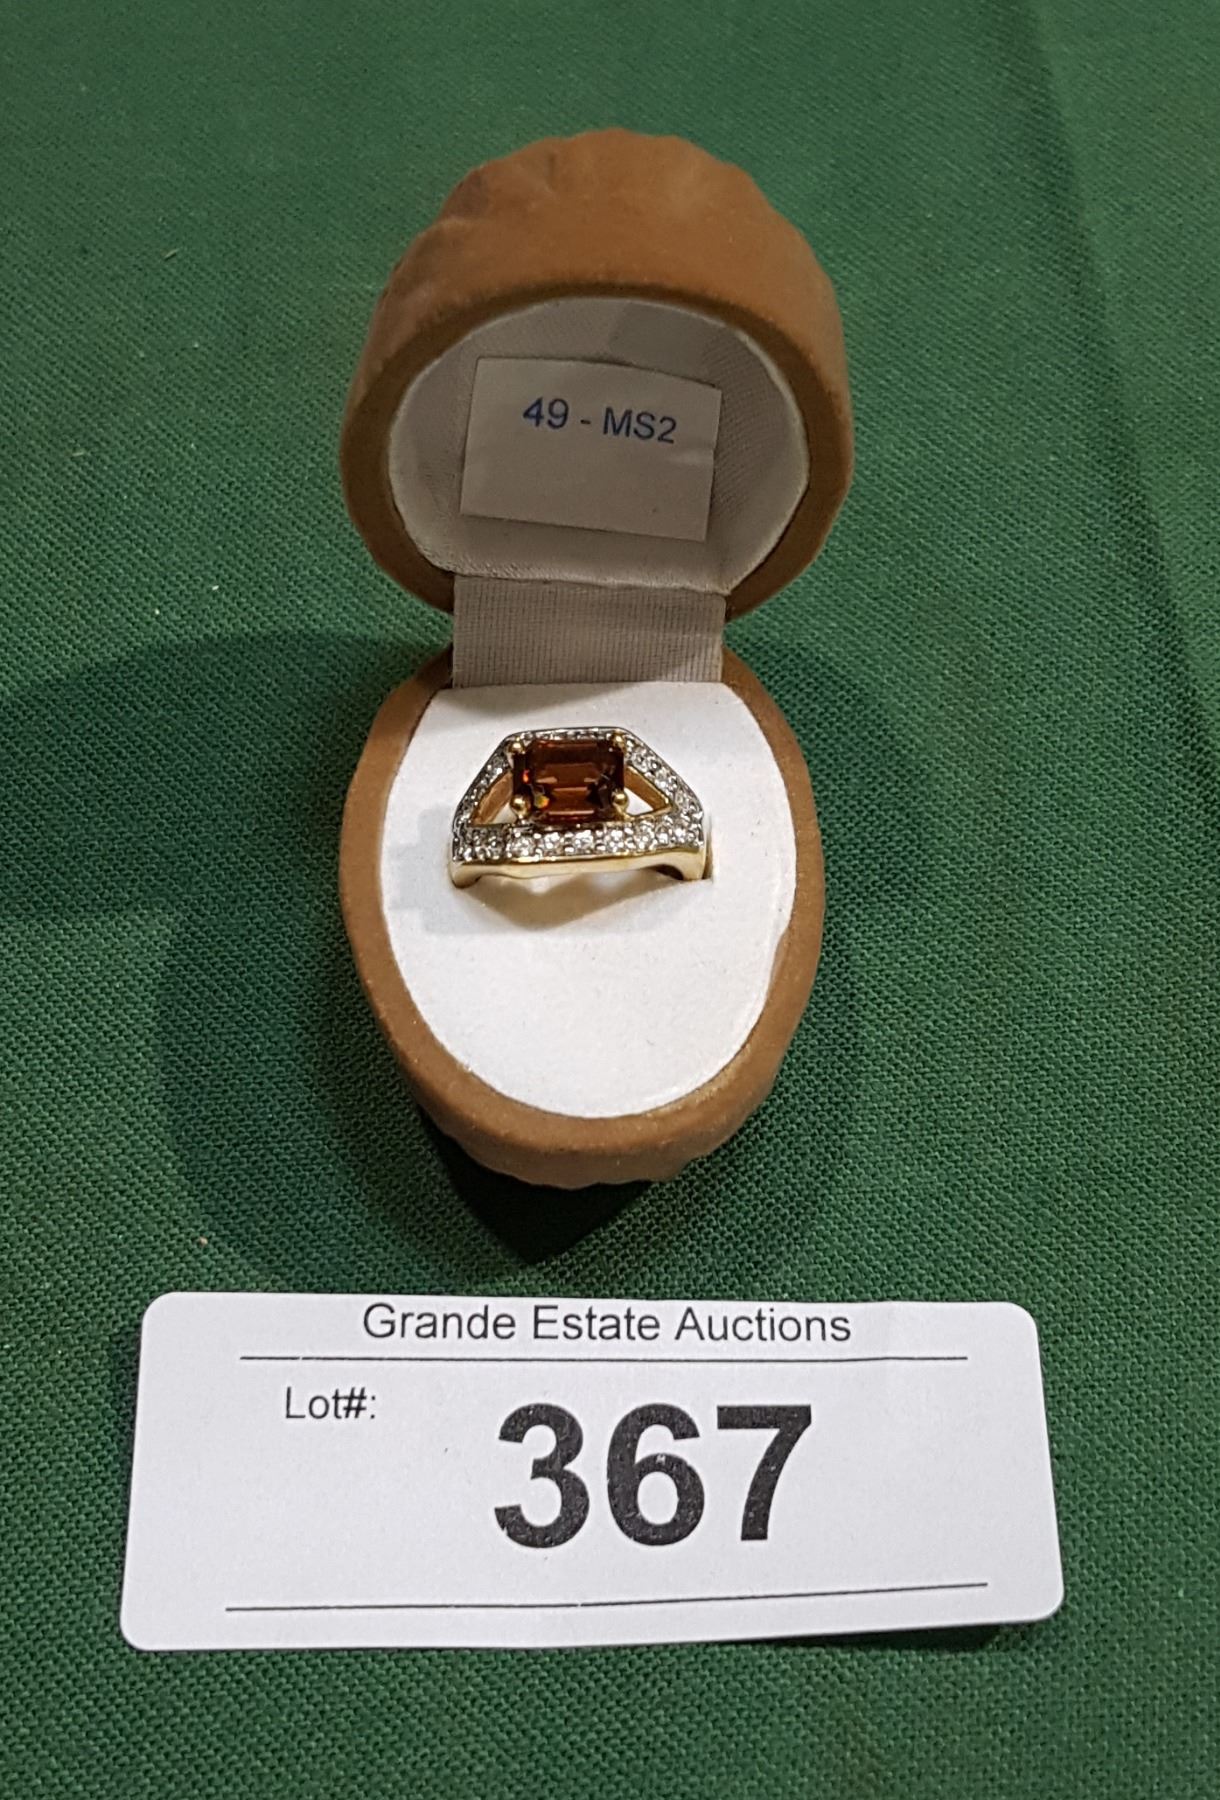 49 - MS2
Grande Estate Auctions
Lot#:
367